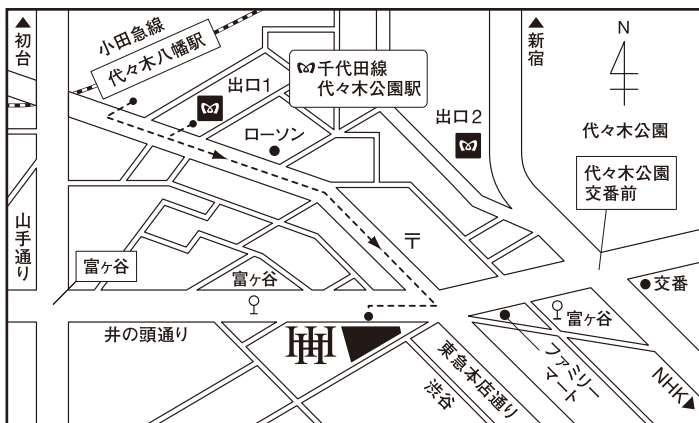 初台
小田急線
代々木八幡駅
出口1
千代田線
代々木公園駅
新宿
N
出口2
代々木公園
ローソン
代々木公園
交番前
山手通り
富ヶ谷
富ヶ谷
〒
交番
井の頭通り
富ヶ谷
ファミリー
マート
東急本店通り
渋谷
NHK
HHH